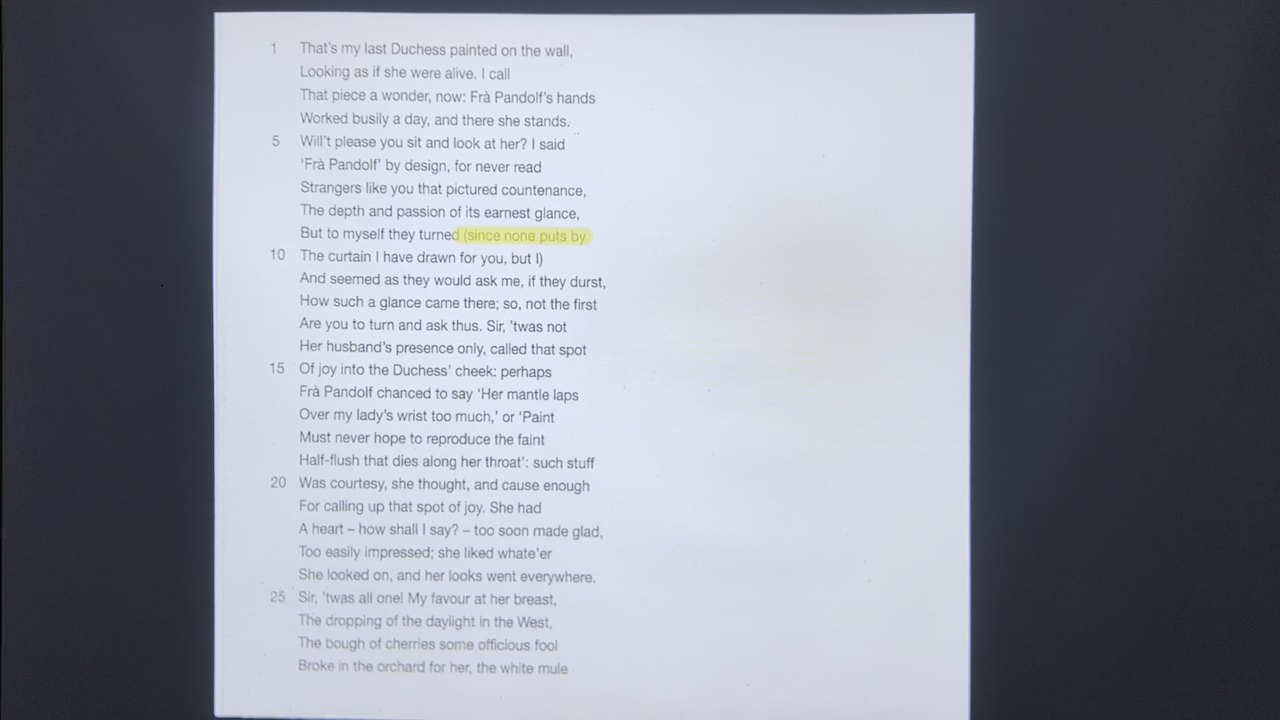 1 That's my last Duchess painted on the wall,
Looking as if she were alive. I call
That piece a wonder, now: Frà Pandolf's hands
Worked busily a day, and there she stands.
5 Will't please you sit and look at her? I said
'Frà Pandolf' by design, for never read
Strangers like you that pictured countenance,
The depth and passion of its earnest glance,
But to myself they turned (since none puts by
10 The curtain I have drawn for you, but I)
And seemed as they would ask me, if they durst,
How such a glance came there; so, not the first
Are you to turn and ask thus. Sir, 'twas not
Her husband's presence only, called that spot
15 Of joy into the Duchess' cheek: perhaps
Frà Pandolf chanced to say 'Her mantle laps
Over my lady's wrist too much,' or 'Paint
Must never hope to reproduce the faint
Half-flush that dies along her throat': such stuff
20 Was courtesy, she thought, and cause enough
For calling up that spot of joy. She had
A heart – how shall I say? – too soon made glad,
Too easily impressed; she liked whate'er
She looked on, and her looks went everywhere.
25 Sir, 'twas all one! My favour at her breast,
The dropping of the daylight in the West,
The bough of cherries some officious fool
Broke in the orchard for her, the white mule